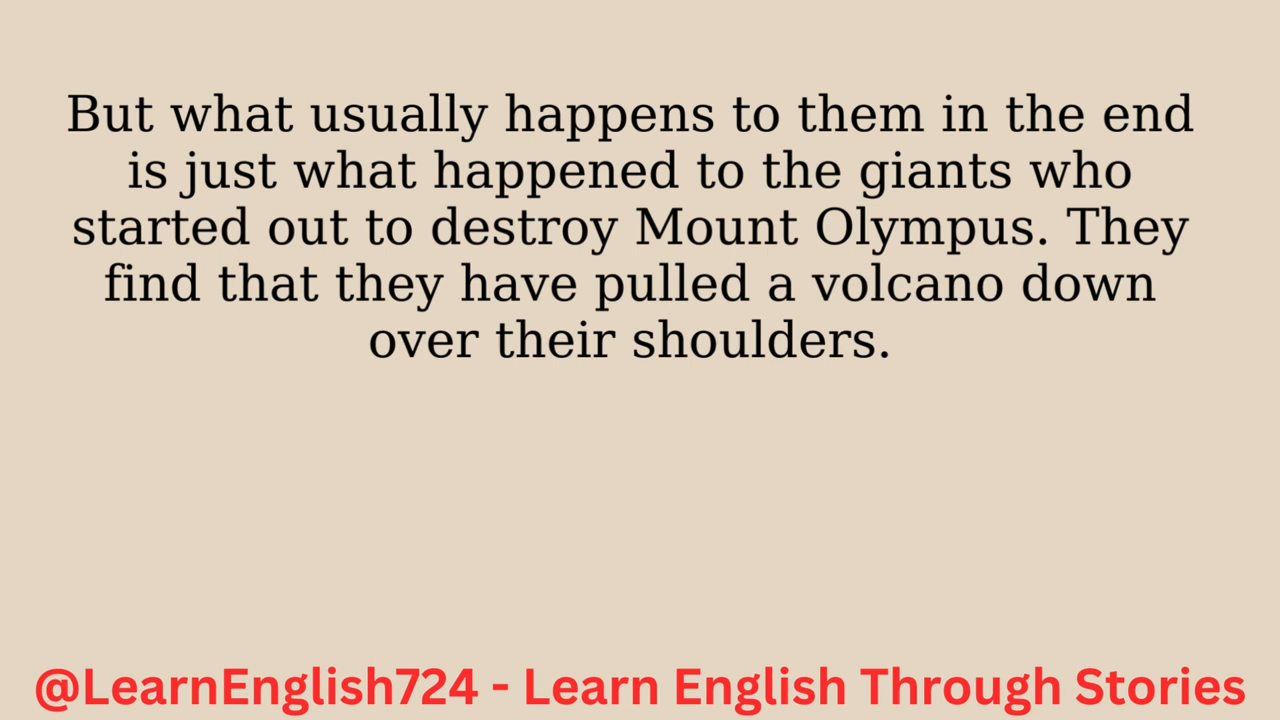 But what usually happens to them in the end
is just what happened to the giants who
started out to destroy Mount Olympus. They
find that they have pulled a volcano down
over their shoulders.
@LearnEnglish724 - Learn English Through Stories